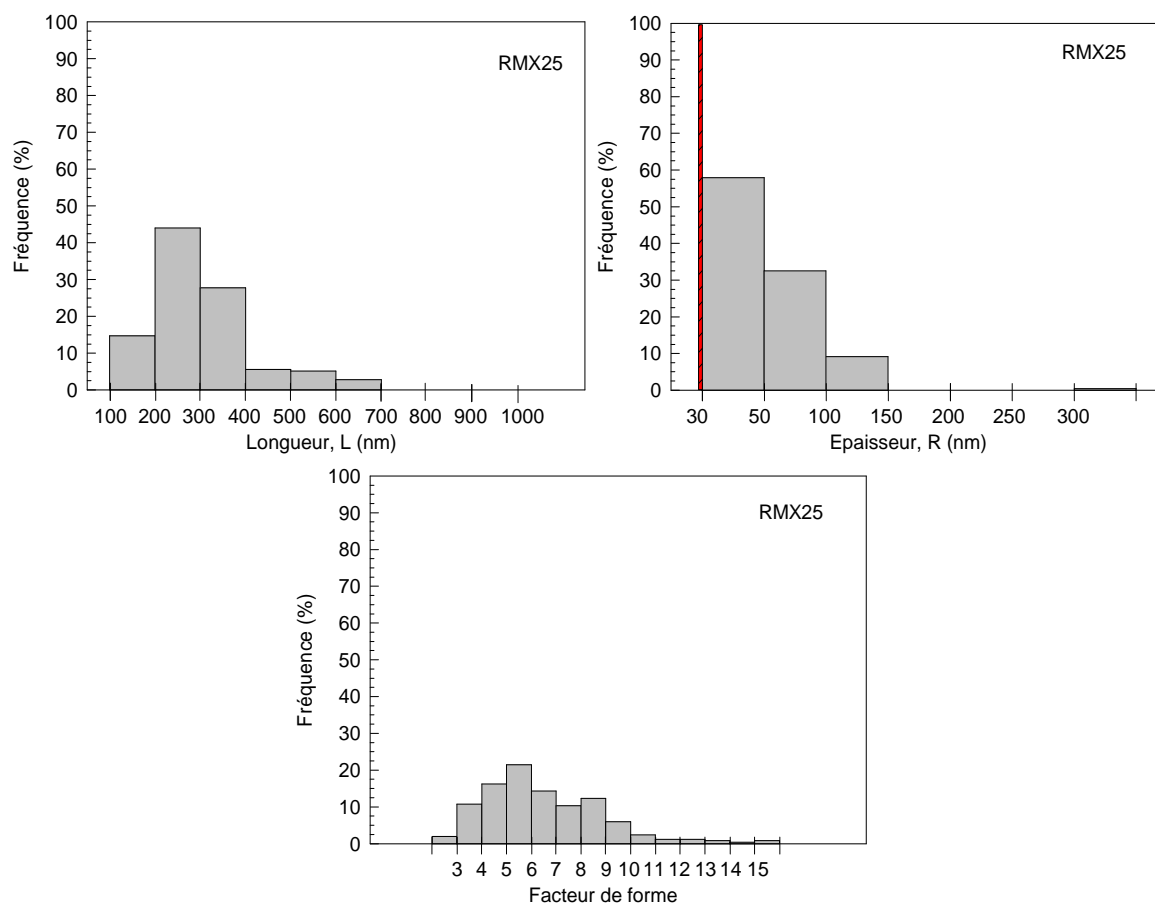 100
90
80
70
60
50
40
30
20
10
0
Fréquence (%)
RMX25
100 200 300 400 500 600 700 800 900 1000
Longueur, L (nm)
100
90
80
70
60
50
40
30
20
10
0
Fréquence (%)
RMX25
30 50 100 150 200 250 300
Epaisseur, R (nm)
100
90
80
70
60
50
40
30
20
10
0
Fréquence (%)
RMX25
3 4 5 6 7 8 9 10 11 12 13 14 15
Facteur de forme